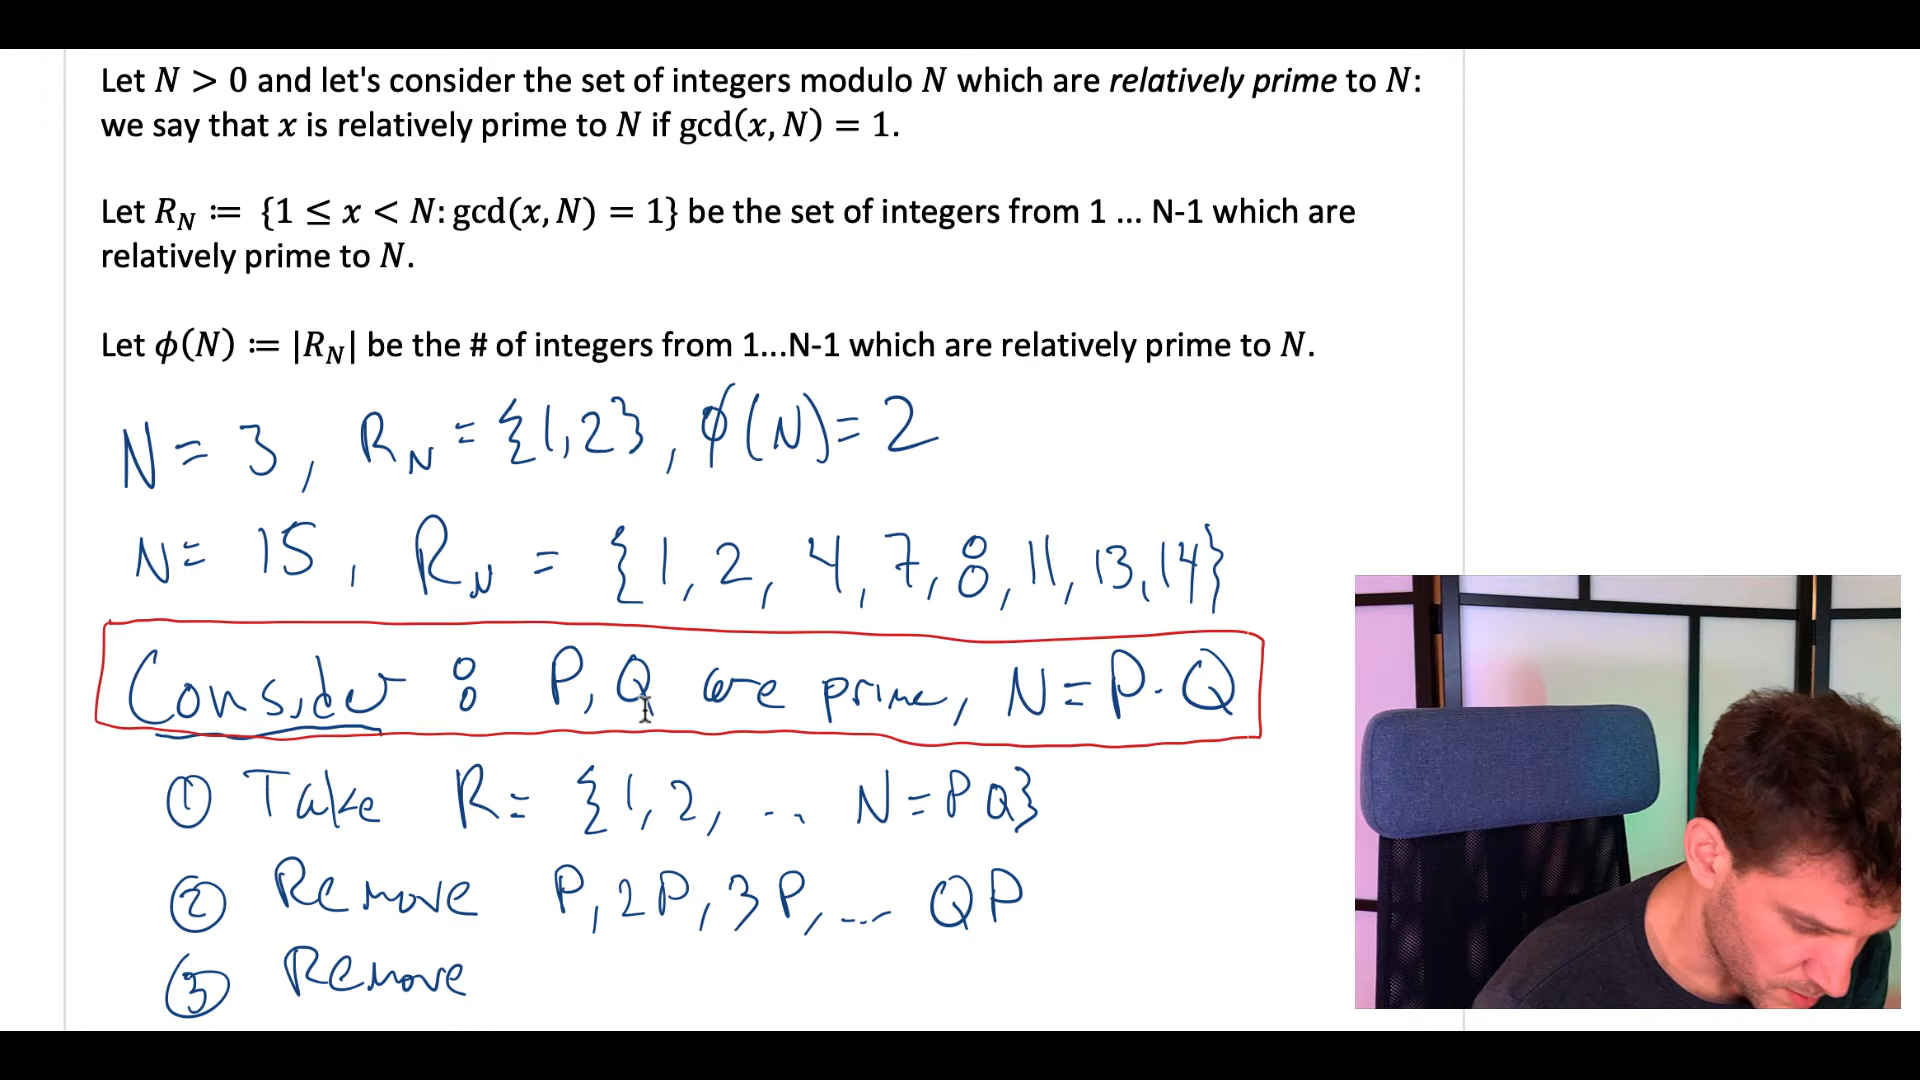 Let N > 0 and let's consider the set of integers modulo N which are relatively prime to N:
we say that x is relatively prime to N if gcd(x, N) = 1.
Let R_N ≔ {1 ≤ x < N: gcd(x, N) = 1} be the set of integers from 1 ... N-1 which are
relatively prime to N.
Let ϕ(N) ≔ |R_N| be the # of integers from 1...N-1 which are relatively prime to N.
N = 3, R_N = {1,2}, ϕ(N) = 2
N = 15, R_N = {1, 2, 4, 7, 8, 11, 13, 14}
Consider : P, Q are prime, N = P · Q
① Take R = {1, 2, ... N = PQ}
② Remove P, 2P, 3P, ... QP
③ Remove